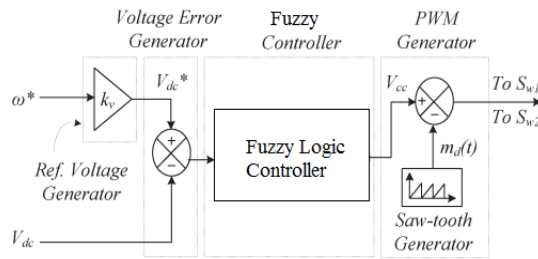 Voltage Error
Generator
Fuzzy
Controller
PWM
Generator
ω*
k_v
V_dc*
+
−
Ref. Voltage
Generator
V_dc
Fuzzy Logic
Controller
V_cc
+
−
To S_w1
To S_w2
m_d(t)
Saw-tooth
Generator